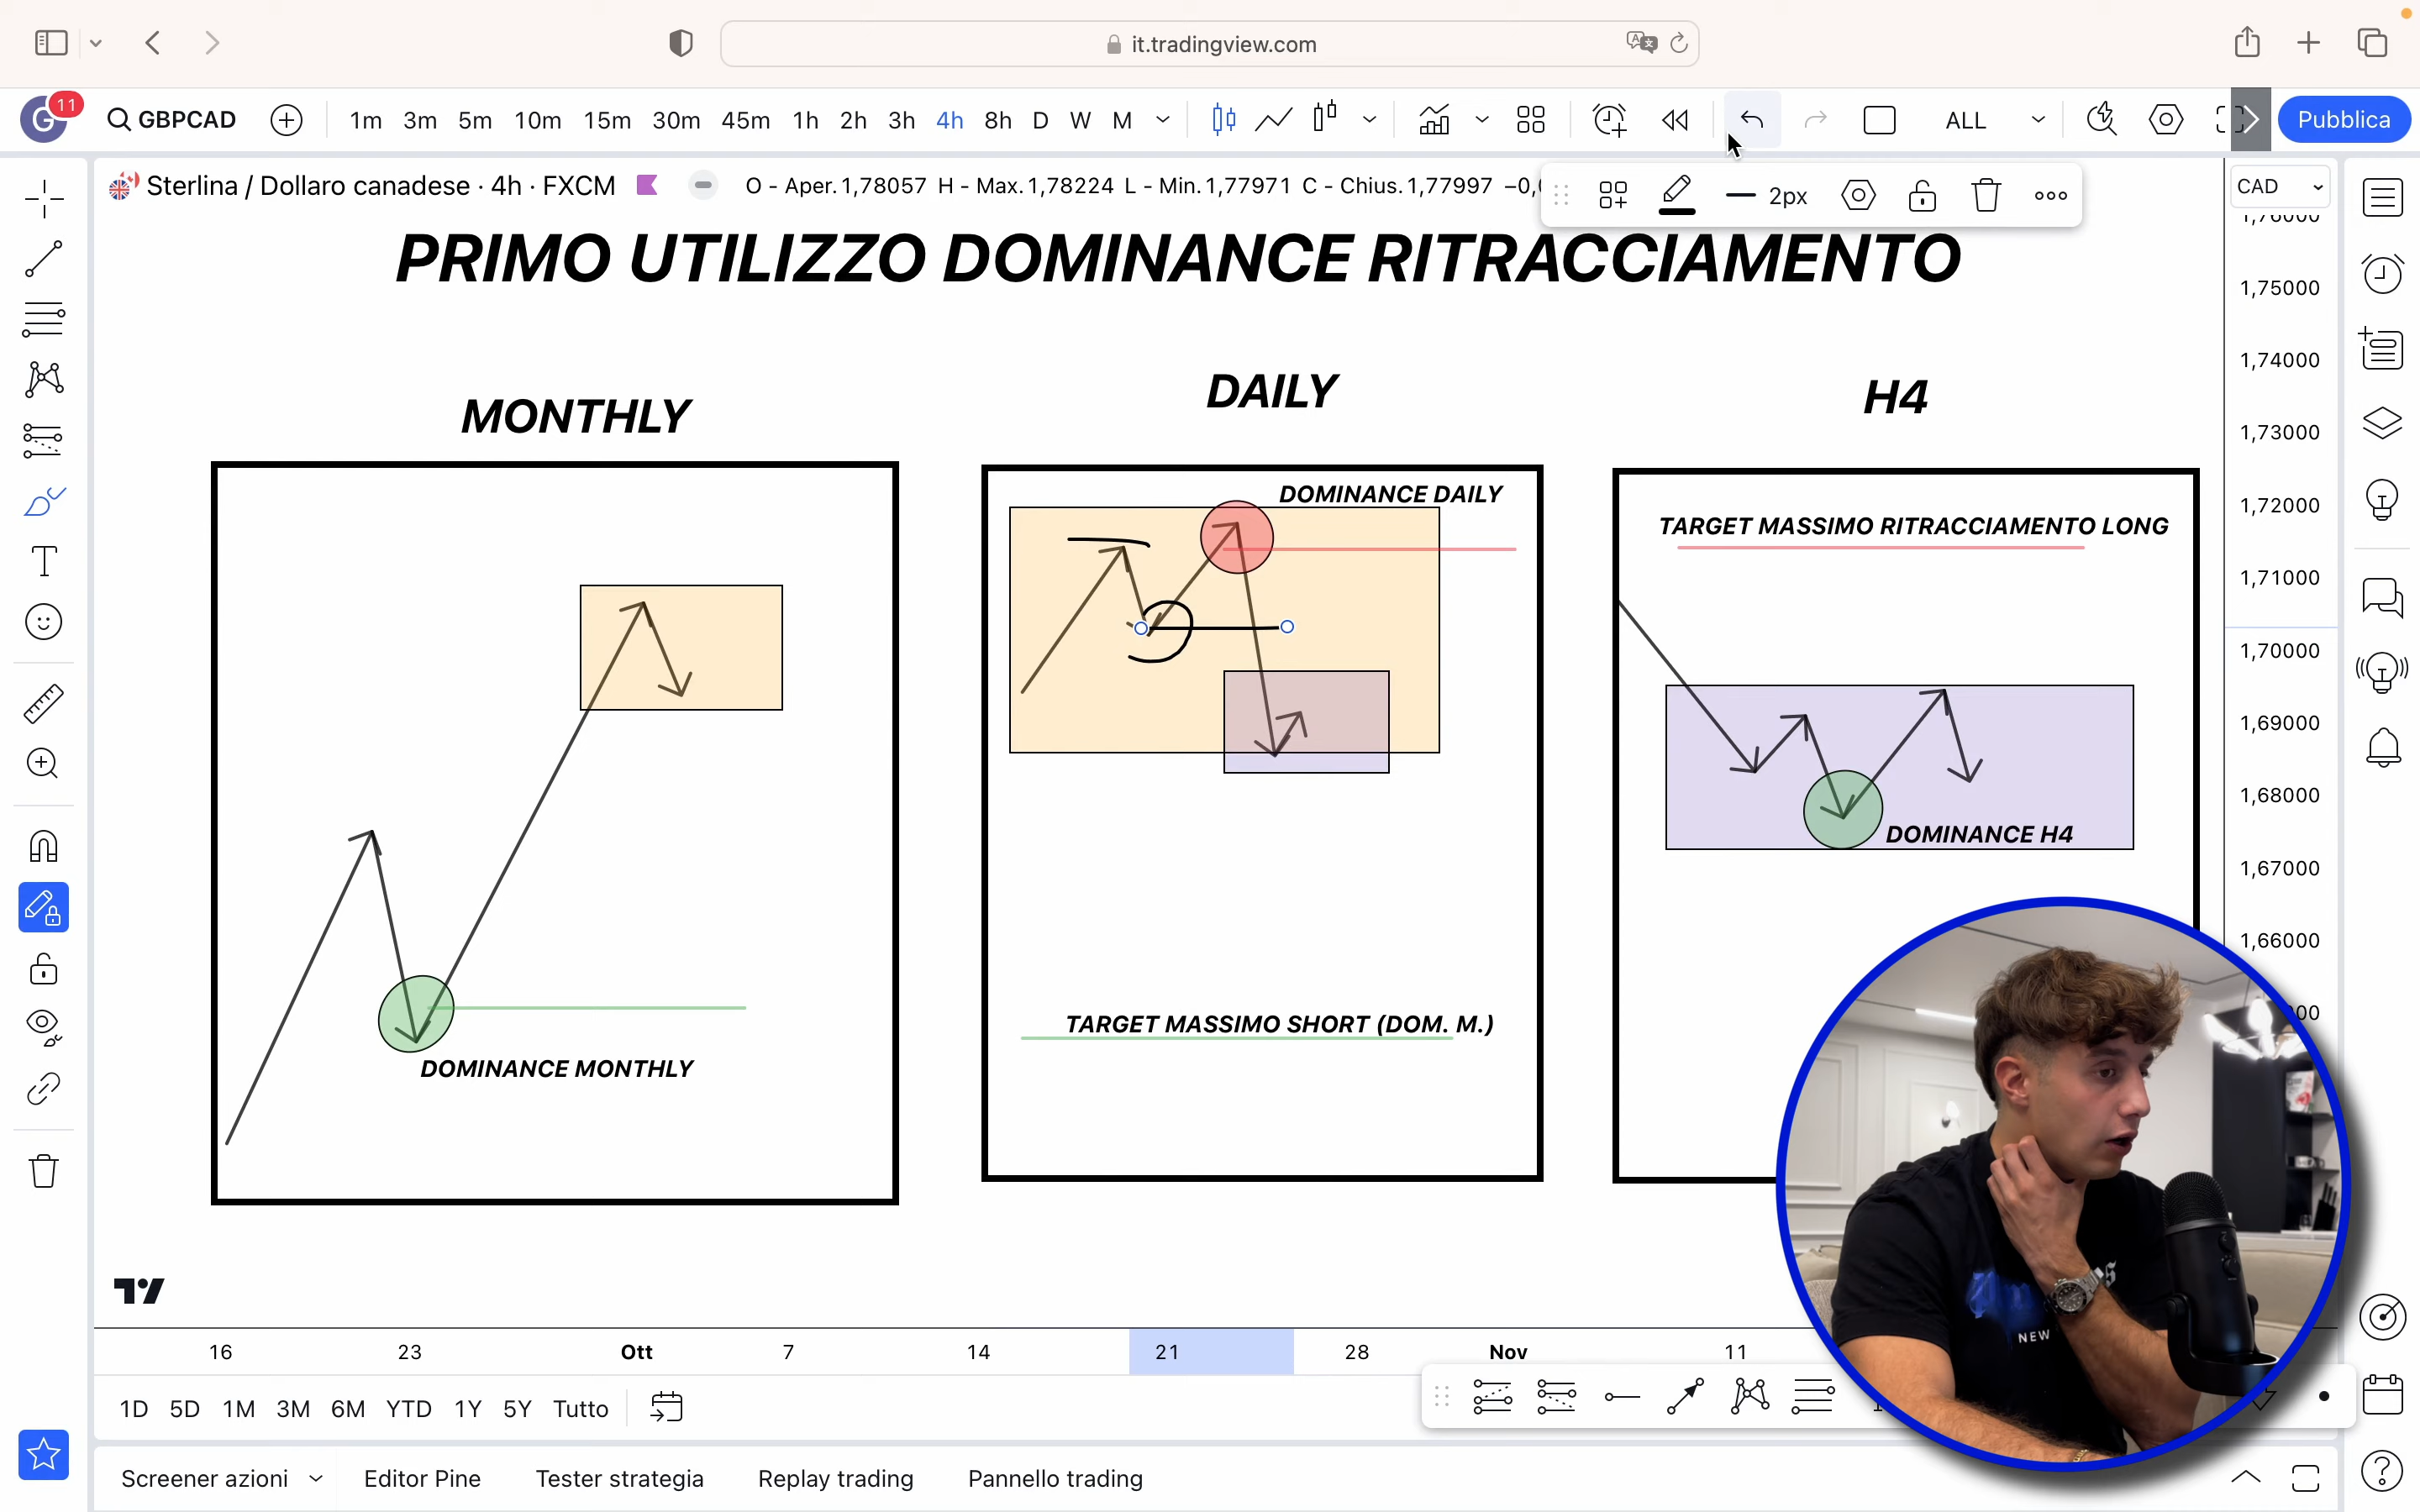 it.tradingview.com
G
11
GBPCAD
1m 3m 5m 10m 15m 30m 45m 1h 2h 3h 4h 8h D W M
ALL
Pubblica
Sterlina / Dollaro canadese · 4h · FXCM
O - Aper. 1,78057 H - Max. 1,78224 L - Min. 1,77971 C - Chius. 1,77997
2px
CAD
PRIMO UTILIZZO DOMINANCE RITRACCIAMENTO
MONTHLY
DAILY
H4
DOMINANCE DAILY
TARGET MASSIMO RITRACCIAMENTO LONG
DOMINANCE H4
TARGET MASSIMO SHORT (DOM. M.)
DOMINANCE MONTHLY
1,76000
1,75000
1,74000
1,73000
1,72000
1,71000
1,70000
1,69000
1,68000
1,67000
1,66000
NEW
16 23 Ott 7 14 21 28 Nov 11
1D 5D 1M 3M 6M YTD 1Y 5Y Tutto
Screener azioni Editor Pine Tester strategia Replay trading Pannello trading